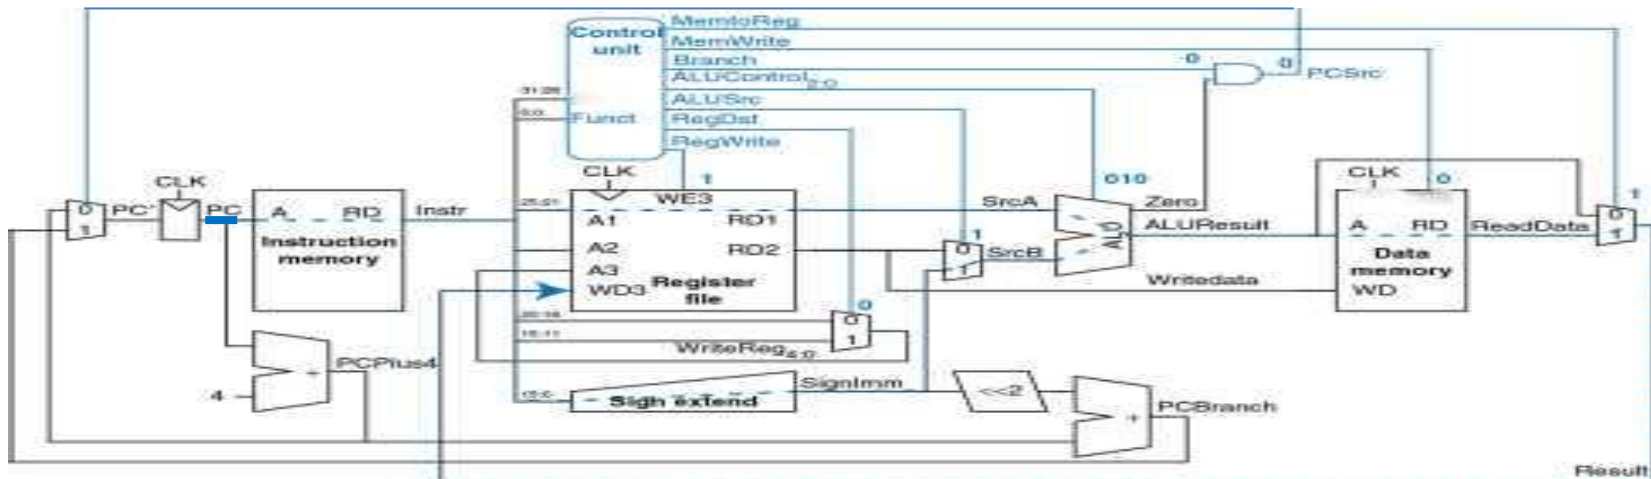 MemtoReg
Control unit
MemWrite
Branch
0
0
PCSrc
ALUControl2:0
31:26
ALUSrc
5:0
Funct
RegDst
RegWrite
CLK
CLK
1
010
CLK
0
1
0
PC'
PC
A
RD
Instr
25:21
WE3
SrcA
Zero
0
1
A1
RD1
ALU
ALUResult
A
RD
ReadData
1
Instruction memory
A2
RD2
1
0
SrcB
1
Data memory
A3
Register file
WD3
Writedata
WD
20:16
0
0
15:11
1
PCPlus4
WriteReg4:0
+
SignImm
4
15:0
Sigh extend
<<2
PCBranch
+
Result